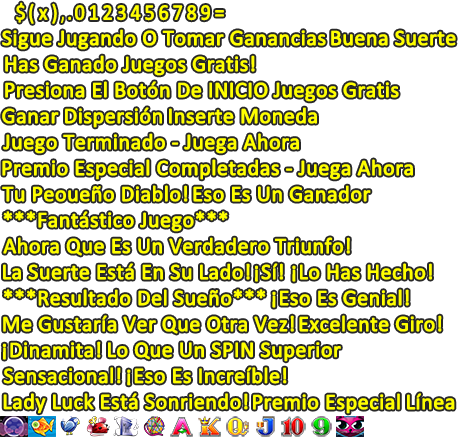 $(x),.0123456789=
Sigue Jugando O Tomar Ganancias Buena Suerte
Has Ganado Juegos Gratis!
Presiona El Botón De INICIO Juegos Gratis
Ganar Dispersión Inserte Moneda
Juego Terminado - Juega Ahora
Premio Especial Completadas - Juega Ahora
Tu Peoueño Diablo! Eso Es Un Ganador
***Fantástico Juego***
Ahora Que Es Un Verdadero Triunfo!
La Suerte Está En Su Lado! ¡Sí! ¡Lo Has Hecho!
***Resultado Del Sueño*** ¡Eso Es Genial!
Me Gustaría Ver Que Otra Vez! Excelente Giro!
¡Dinamita! Lo Que Un SPIN Superior
Sensacional! ¡Eso Es Increíble!
Lady Luck Está Sonriendo! Premio Especial Línea
A K Q J 10 9